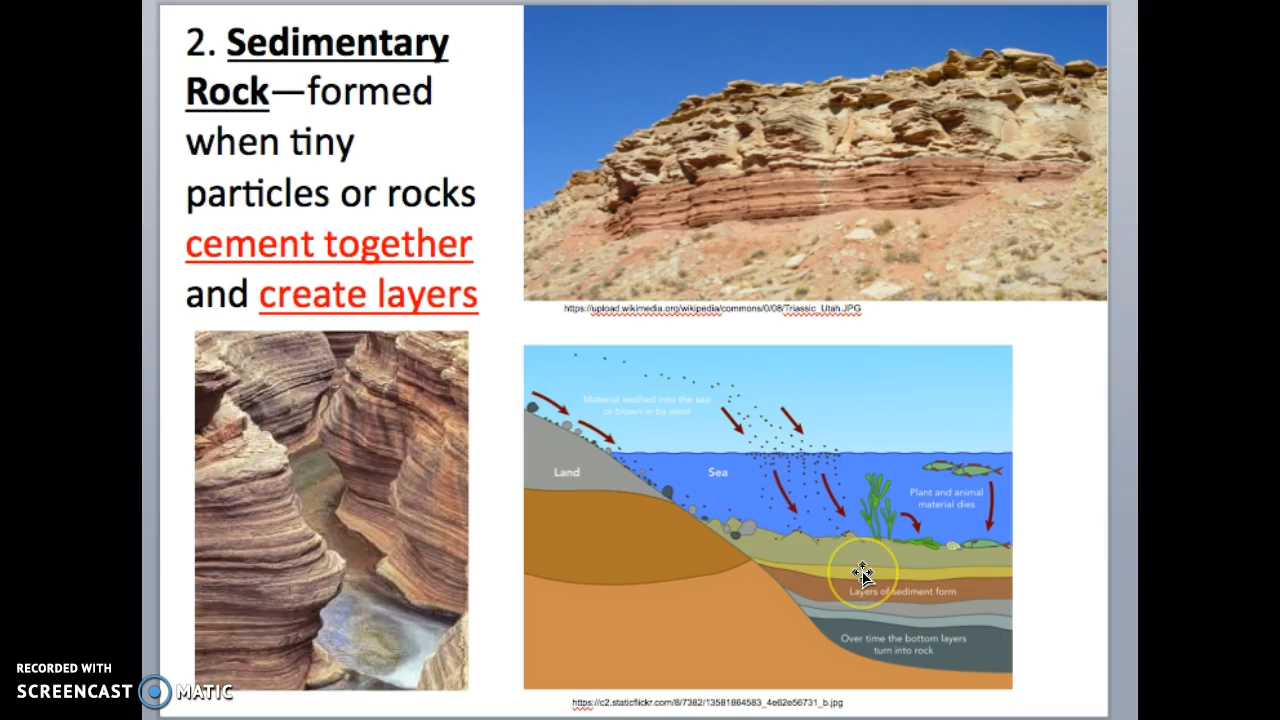 2. Sedimentary
Rock—formed
when tiny
particles or rocks
cement together
and create layers
https://upload.wikimedia.org/wikipedia/commons/0/08/Triassic_Utah.JPG
Material washed into the sea
or blown in by wind
Land
Sea
Plant and animal
material dies
Layers of sediment form
Over time the bottom layers
turn into rock
https://c2.staticflickr.com/8/7382/13581864583_4e62e56731_b.jpg
RECORDED WITH
SCREENCAST MATIC